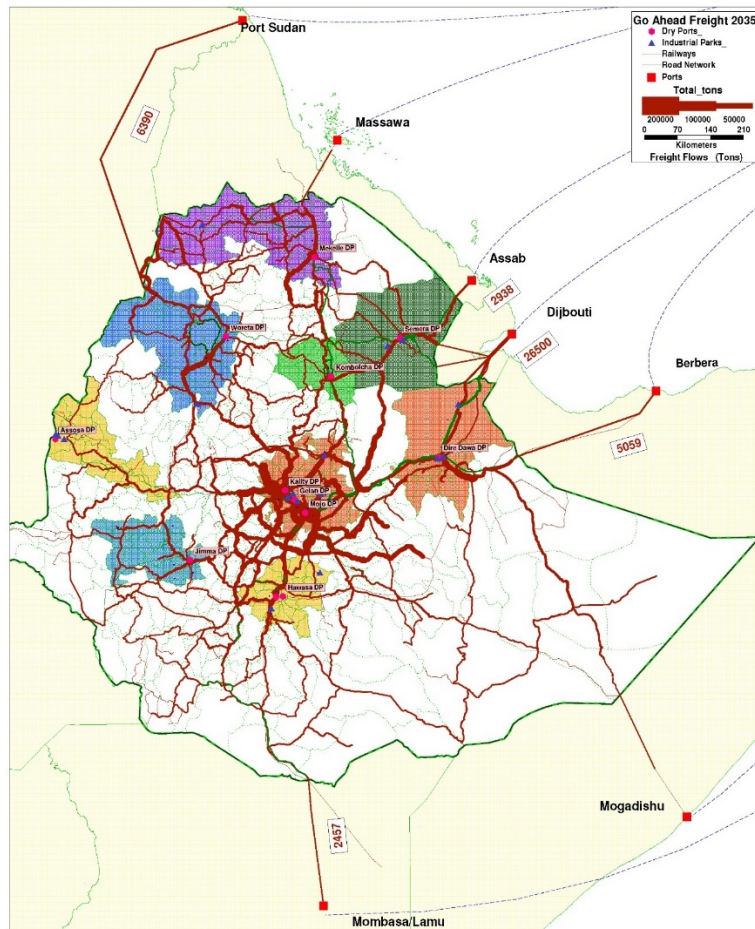 Go Ahead Freight 2035
Dry Ports_
Industrial Parks_
Railways
Road Network
Ports
Total_tons
200000 100000 50000
0 70 140 210
Kilometers
Freight Flows (Tons)
Port Sudan
6390
Massawa
Mekelle DP
Assab
2938
Woreta DP
Semera DP
Dijbouti
26500
Kombolcha DP
Berbera
5059
Assosa DP
Dire Dawa DP
Kality DP
Gelan DP
Mojo DP
Jimma DP
Hawasa DP
Mogadishu
2457
Mombasa/Lamu